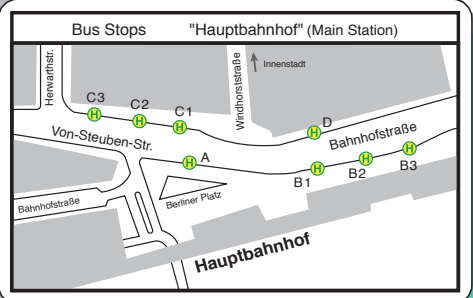 Bus Stops "Hauptbahnhof" (Main Station)
Herwarthstr.
Windhorststraße
Innenstadt
C3
C2
C1
D
H
H
H
H
Von-Steuben-Str.
Bahnhofstraße
A
H
B1
B2
B3
H
H
H
Bahnhofstraße
Berliner Platz
Hauptbahnhof